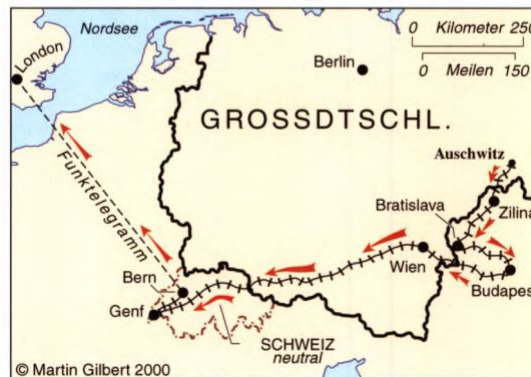 Nordsee
0 Kilometer 250
0 Meilen 150
London
Berlin
GROSSDTSCHL.
Funktelegramm
Auschwitz
Zilina
Bratislava
Wien
Budapest
Bern
Genf
SCHWEIZ
neutral
© Martin Gilbert 2000